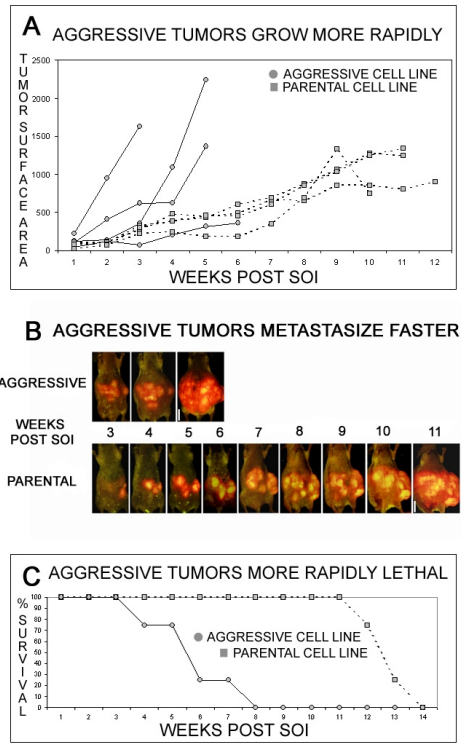 A AGGRESSIVE TUMORS GROW MORE RAPIDLY
TUMOR SURFACE AREA
2500
2000
1500
1000
500
0
AGGRESSIVE CELL LINE
PARENTAL CELL LINE
1 2 3 4 5 6 7 8 9 10 11 12
WEEKS POST SOI
B AGGRESSIVE TUMORS METASTASIZE FASTER
AGGRESSIVE
WEEKS
POST SOI
3 4 5 6 7 8 9 10 11
PARENTAL
C AGGRESSIVE TUMORS MORE RAPIDLY LETHAL
% SURVIVAL
100
90
80
70
60
50
40
30
20
10
0
AGGRESSIVE CELL LINE
PARENTAL CELL LINE
1 2 3 4 5 6 7 8 9 10 11 12 13 14
WEEKS POST SOI